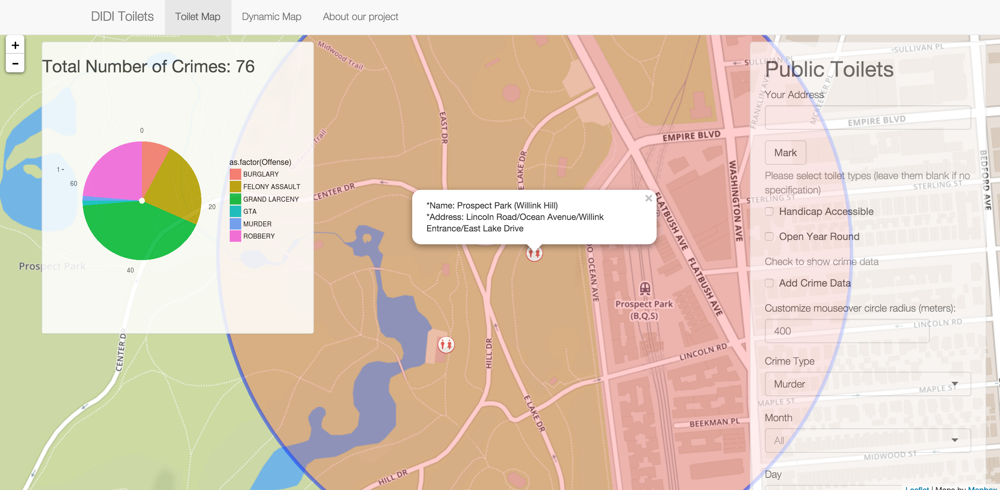 DIDI Toilets
Toilet Map
Dynamic Map
About our project
+
-
Total Number of Crimes: 76
0
20
40
60
1 -
as.factor(Offense)
BURGLARY
FELONY ASSAULT
GRAND LARCENY
GTA
MURDER
ROBBERY
Prospect Park
CENTER DR
Midwood Trail
Midwood Trail
EAST DR
CENTER DR
E LAKE DR
EMPIRE BLVD
WASHINGTON AVE
FLATBUSH AVE
FLATBUSH AVE
OCEAN AVE
×
*Name: Prospect Park (Willink Hill)
*Address: Lincoln Road/Ocean Avenue/Willink
Entrance/East Lake Drive
Prospect Park
(B,Q,S)
HILL DR
LINCOLN RD
E LAKE DR
BEEKMAN PL
HILL DR
SULLIVAN PL
SULLIVAN PL
FRANKLIN AVE
MCKEEVER PL
EMPIRE BLVD
BEDFORD AVE
STERLING ST
STERLING ST
LINCOLN RD
MAPLE ST
MAPLE ST
MIDWOOD ST
Public Toilets
Your Address
Mark
Please select toilet types (leave them blank if no
specification)
Handicap Accessible
Open Year Round
Check to show crime data
Add Crime Data
Customize mouseover circle radius (meters):
400
Crime Type
Murder
Month
All
Day
Leaflet | Maps by Mapbox